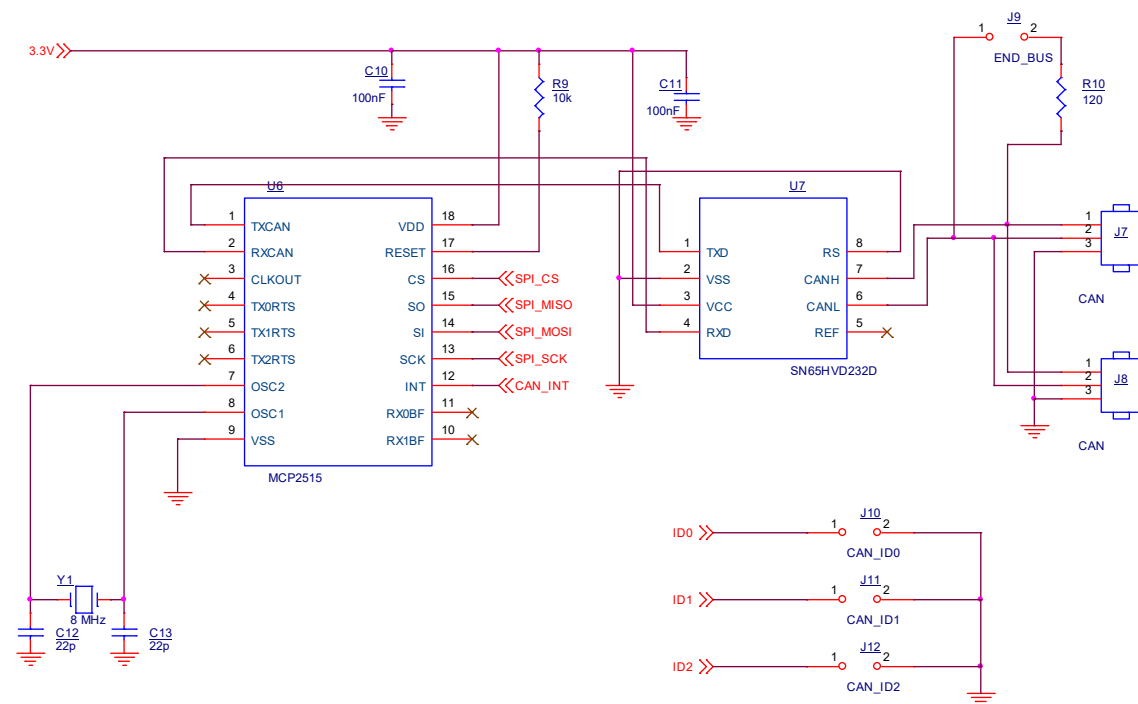 J9
1 2
END_BUS
3.3V
C10
100nF
R9
10k
C11
100nF
R10
120
U6
1 TXCAN
2 RXCAN
3 CLKOUT
4 TX0RTS
5 TX1RTS
6 TX2RTS
7 OSC2
8 OSC1
9 VSS
VDD 18
RESET 17
CS 16
SO 15
SI 14
SCK 13
INT 12
RX0BF 11
RX1BF 10
MCP2515
SPI_CS
SPI_MISO
SPI_MOSI
SPI_SCK
CAN_INT
U7
1 TXD
2 VSS
3 VCC
4 RXD
RS 8
CANH 7
CANL 6
REF 5
SN65HVD232D
1
2
3
J7
CAN
1
2
3
J8
CAN
Y1
8 MHz
C12
22p
C13
22p
ID0
1 J10 2
CAN_ID0
ID1
1 J11 2
CAN_ID1
ID2
1 J12 2
CAN_ID2